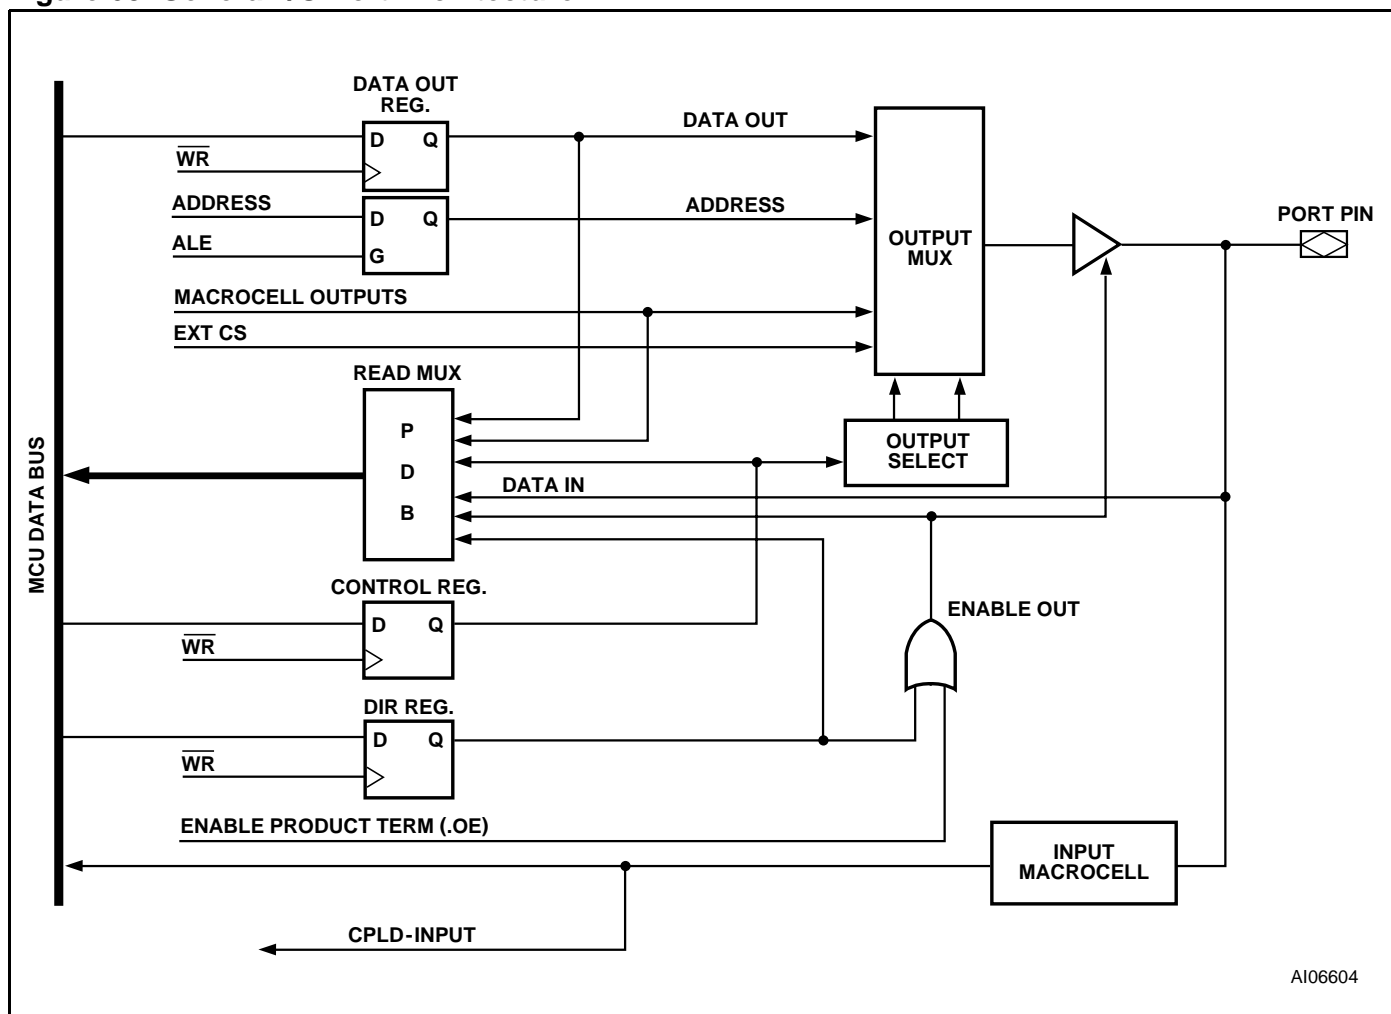 DATA OUT
REG.
D Q
WR
ADDRESS
D Q
ALE
G
DATA OUT
ADDRESS
MACROCELL OUTPUTS
EXT CS
OUTPUT
MUX
PORT PIN
READ MUX
P
D
B
OUTPUT
SELECT
DATA IN
MCU DATA BUS
CONTROL REG.
D Q
WR
ENABLE OUT
DIR REG.
D Q
WR
ENABLE PRODUCT TERM (.OE)
INPUT
MACROCELL
CPLD-INPUT
AI06604